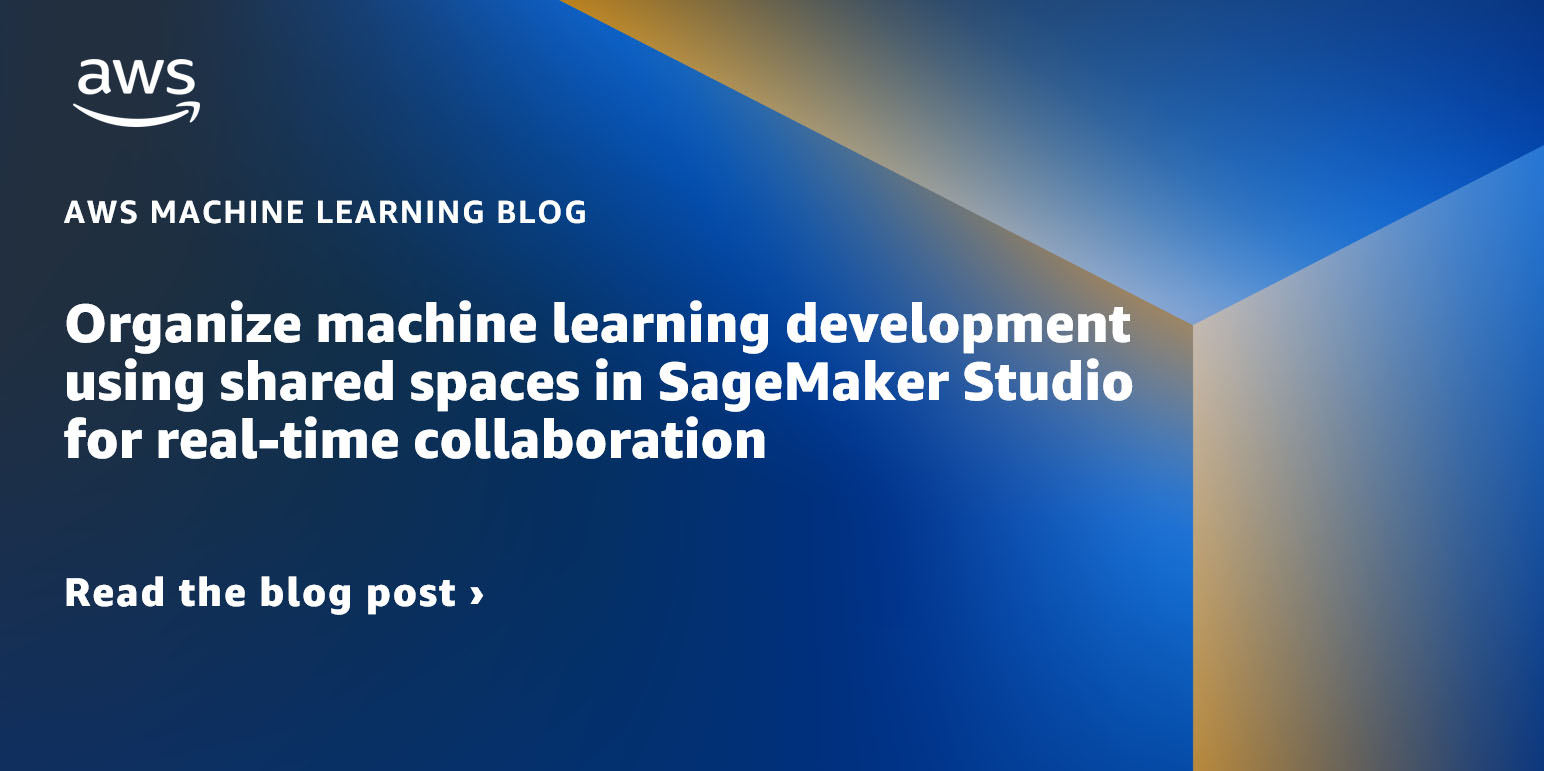 aws
AWS MACHINE LEARNING BLOG
Organize machine learning development
using shared spaces in SageMaker Studio
for real-time collaboration
Read the blog post ›